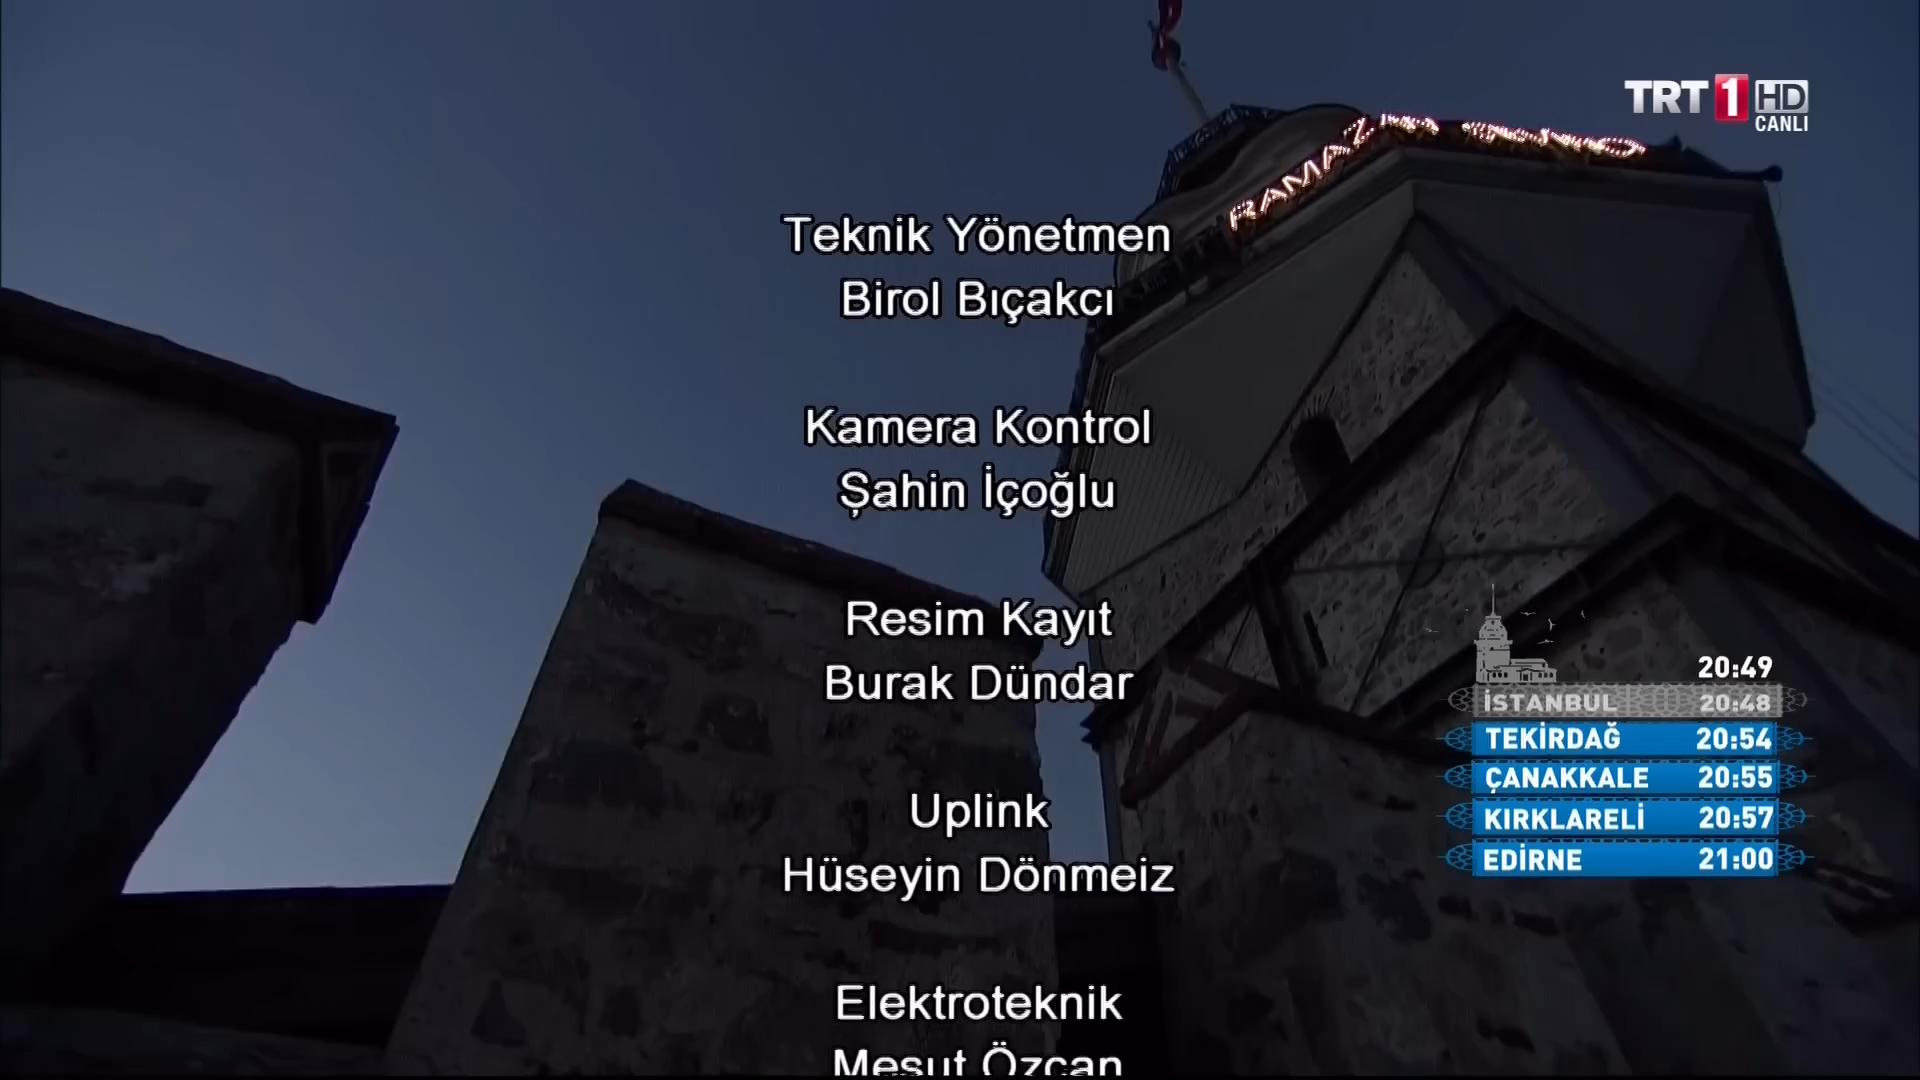 TRT 1 HD
CANLI
RAMAZAN
Teknik Yönetmen
Birol Bıçakcı
Kamera Kontrol
Şahin İçoğlu
Resim Kayıt
Burak Dündar
Uplink
Hüseyin Dönmeiz
Elektroteknik
Mesut Özcan
20:49
İSTANBUL 20:48
TEKİRDAĞ 20:54
ÇANAKKALE 20:55
KIRKLARELİ 20:57
EDİRNE 21:00